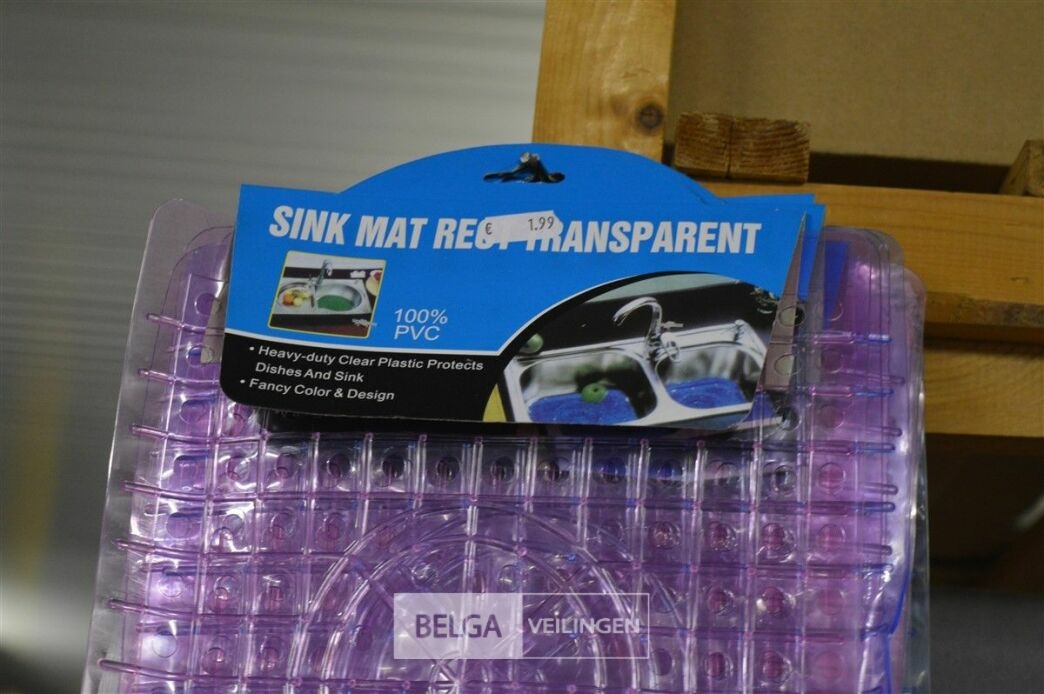 SINK MAT RECT TRANSPARENT
€ 1.99
100%
PVC
• Heavy-duty Clear Plastic Protects
Dishes And Sink
• Fancy Color & Design
BELGA VEILINGEN